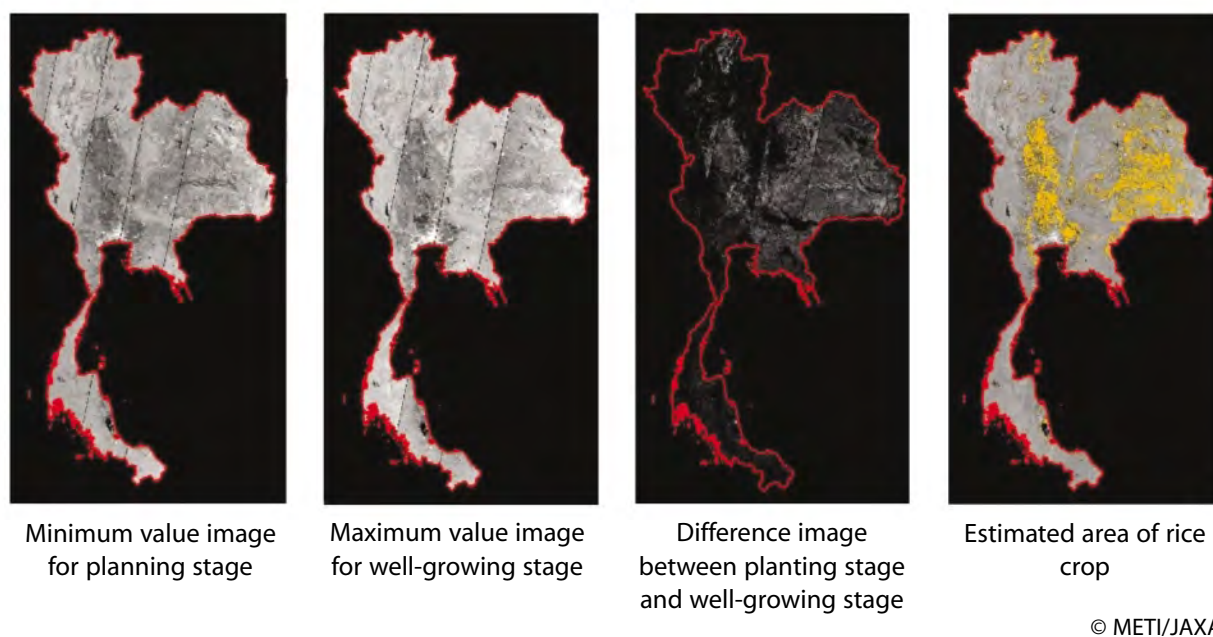 Minimum value image
for planning stage
Maximum value image
for well-growing stage
Difference image
between planting stage
and well-growing stage
Estimated area of rice
crop
© METI/JAXA